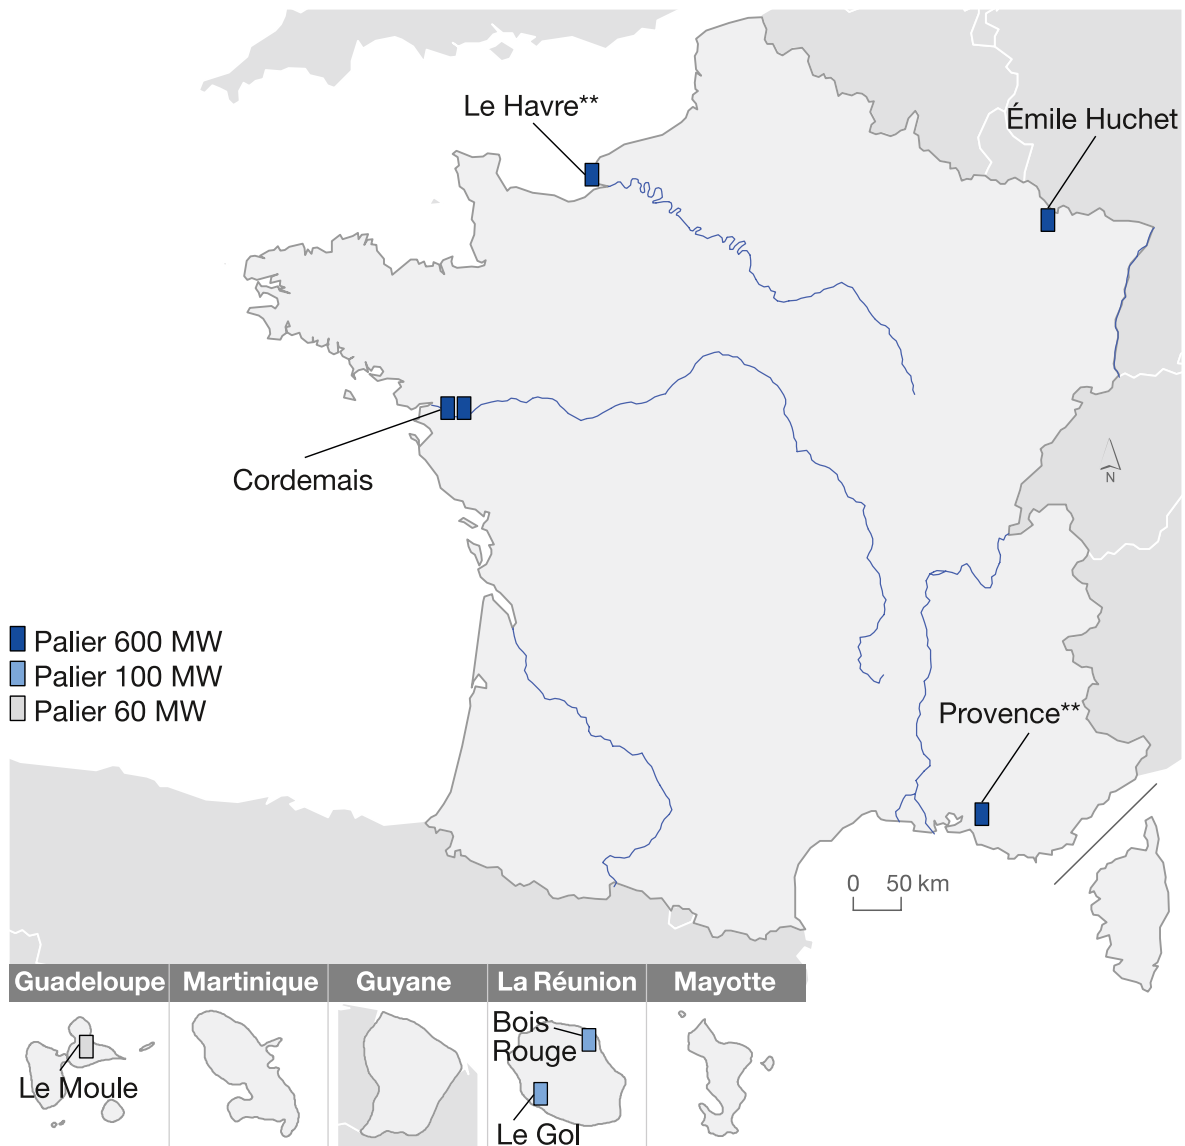 Le Havre**
Émile Huchet
Cordemais
N
Palier 600 MW
Palier 100 MW
Palier 60 MW
Provence**
0 50 km
Guadeloupe
Martinique
Guyane
La Réunion
Mayotte
Le Moule
Bois
Rouge
Le Gol